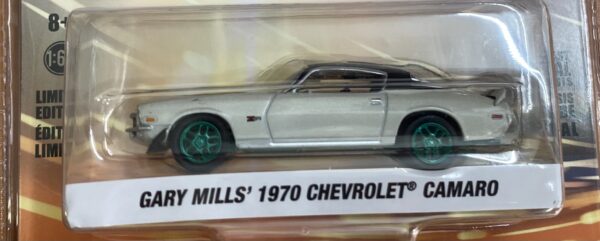 8+
1:6
LIMI
EDIT
ÉDIT
LIMI
Z28
GARY MILLS' 1970 CHEVROLET® CAMARO